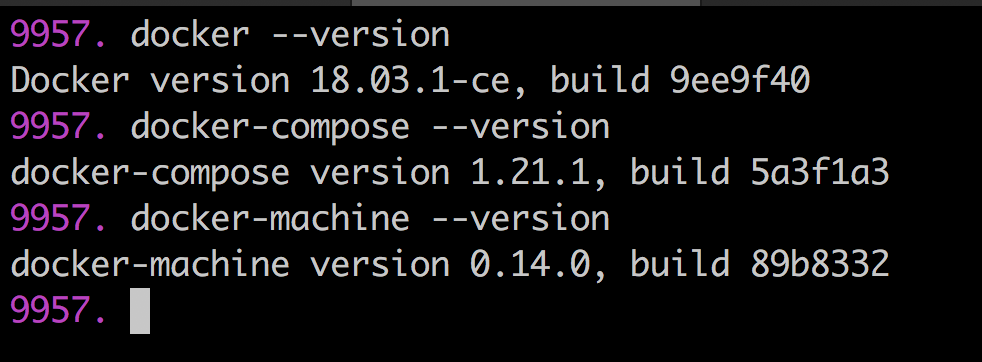 9957. docker --version
Docker version 18.03.1-ce, build 9ee9f40
9957. docker-compose --version
docker-compose version 1.21.1, build 5a3f1a3
9957. docker-machine --version
docker-machine version 0.14.0, build 89b8332
9957.